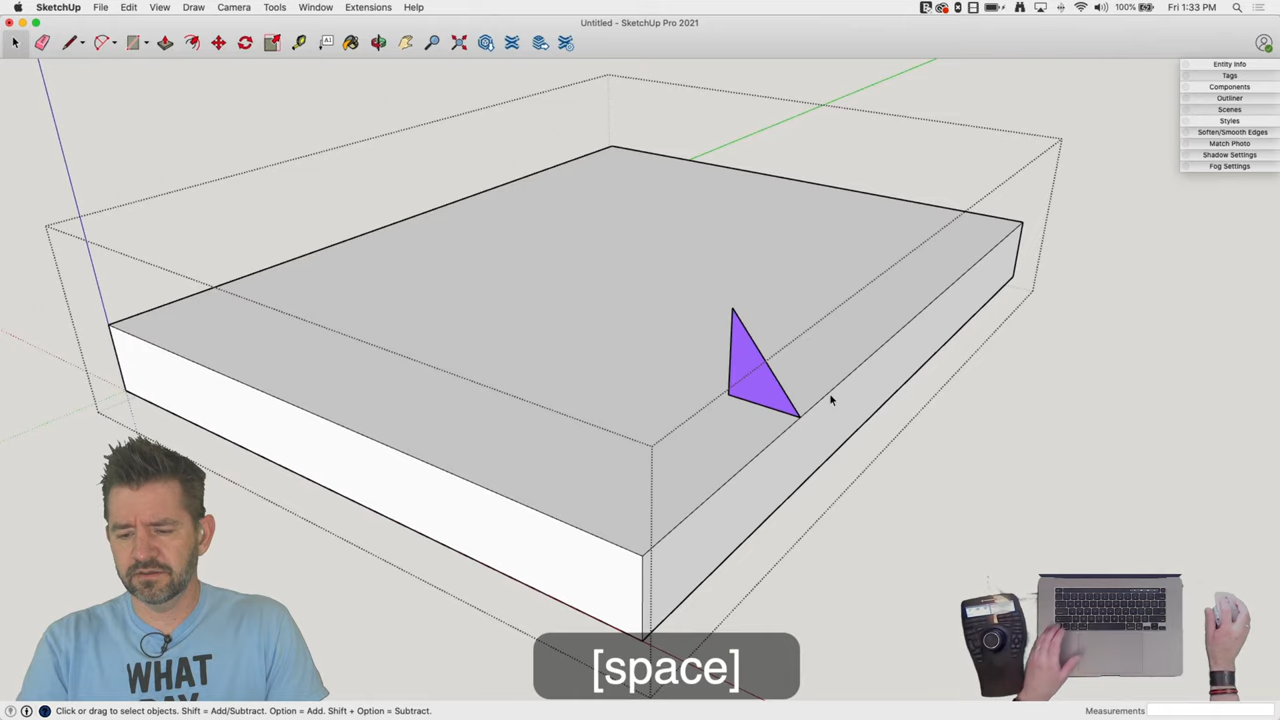 SketchUp File Edit View Draw Camera Tools Window Extensions Help
100% Fri 1:33 PM
Untitled - SketchUp Pro 2021
Entity Info
Tags
Components
Outliner
Scenes
Styles
Soften/Smooth Edges
Match Photo
Shadow Settings
Fog Settings
WHAT
DAY
[space]
Click or drag to select objects. Shift = Add/Subtract. Option = Add. Shift + Option = Subtract.
Measurements